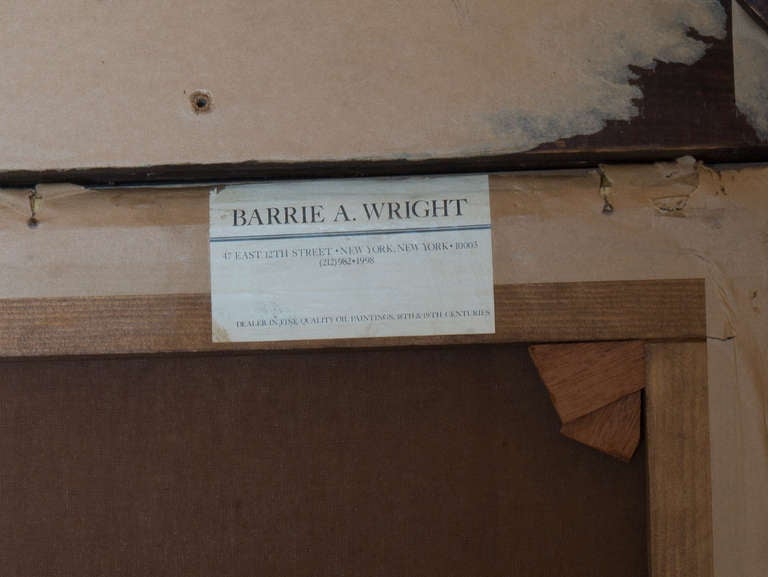 BARRIE A. WRIGHT
47 EAST 12TH STREET • NEW YORK, NEW YORK • 10003
(212) 982•1998
DEALER IN FINE QUALITY OIL PAINTINGS, 18TH & 19TH CENTURIES